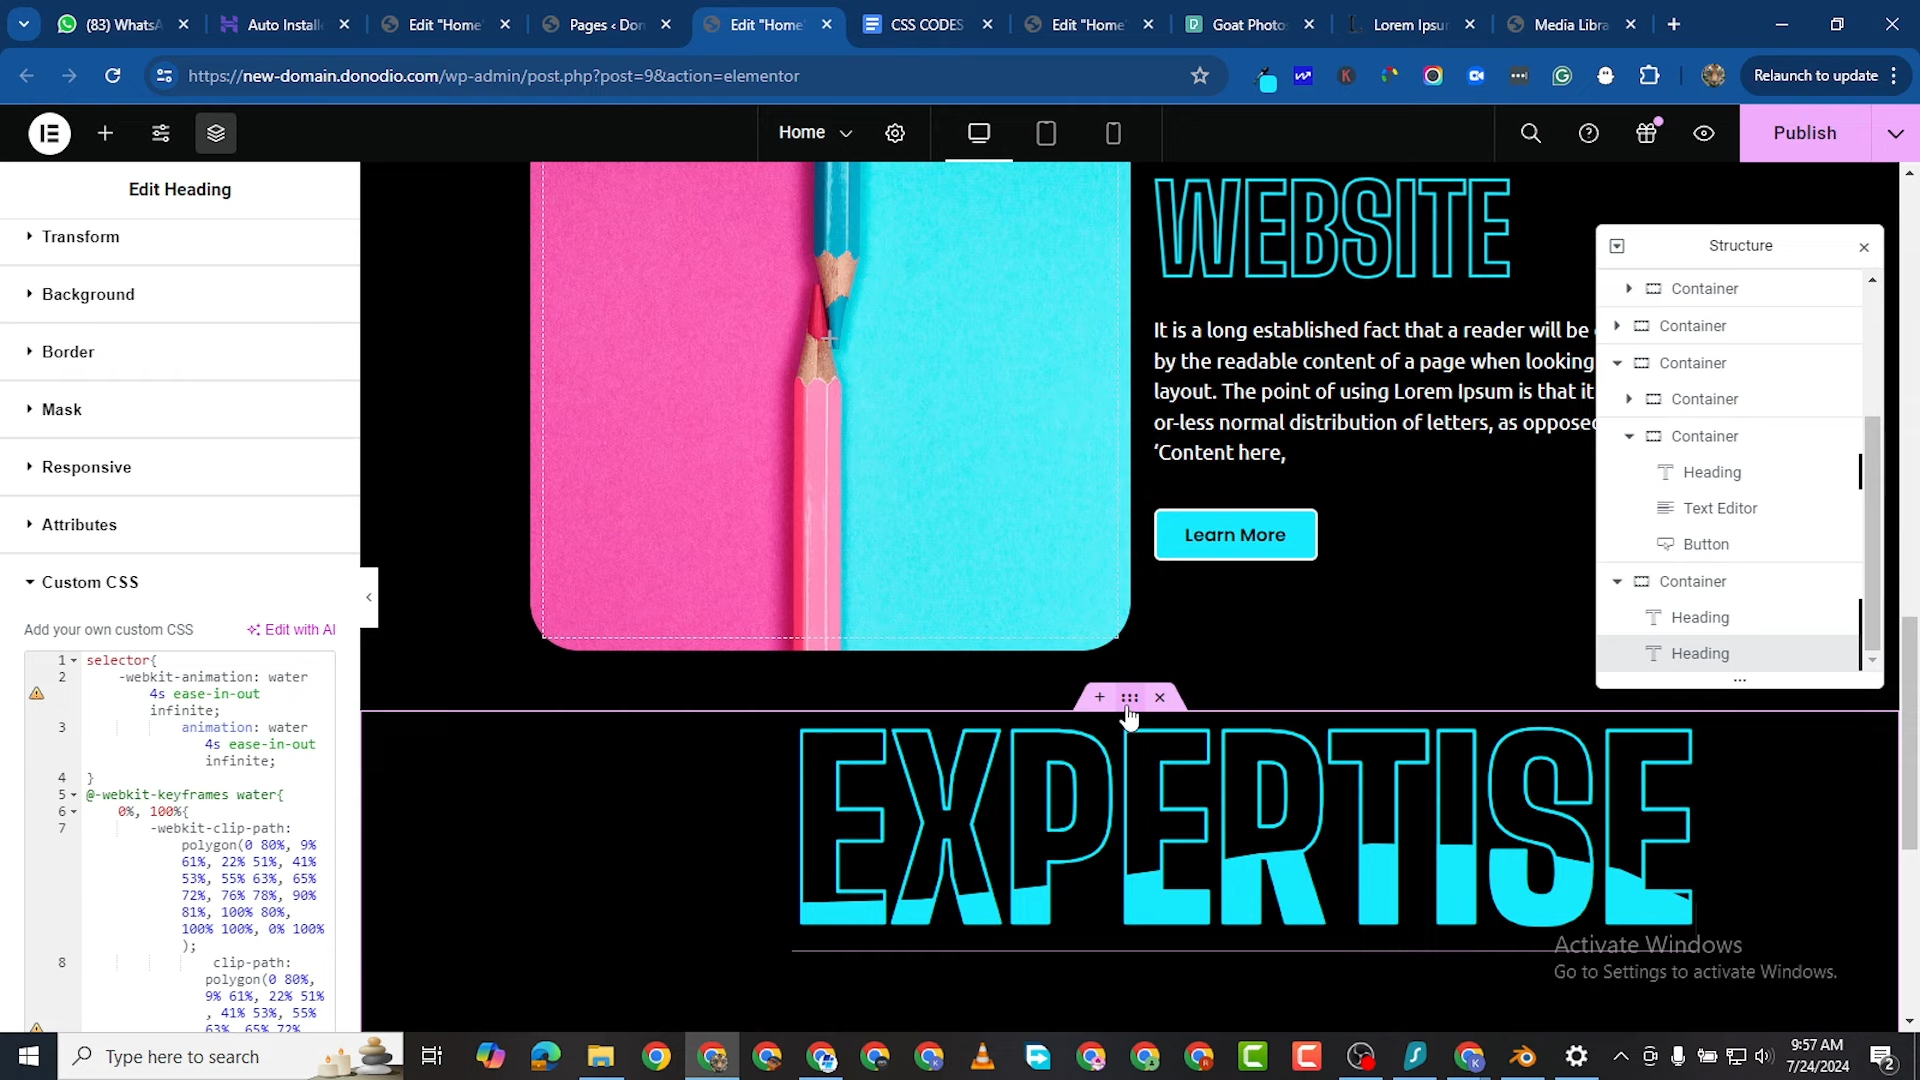 (83) WhatsA
Auto Installe
Edit "Home"
Pages ‹ Don
Edit "Home"
CSS CODES
Edit "Home"
Goat Photos
Lorem Ipsum
Media Libra
https://new-domain.donodio.com/wp-admin/post.php?post=9&action=elementor
Relaunch to update
Home
Publish
Edit Heading
Transform
Background
Border
Mask
Responsive
Attributes
Custom CSS
Add your own custom CSS
Edit with AI
1 selector{
2 -webkit-animation: water
4s ease-in-out
infinite;
3 animation: water
4s ease-in-out
infinite;
4 }
5 @-webkit-keyframes water{
6 0%, 100%{
7 -webkit-clip-path:
polygon(0 80%, 9%
61%, 22% 51%, 41%
53%, 55% 63%, 65%
72%, 76% 78%, 90%
81%, 100% 80%,
100% 100%, 0% 100%
);
8 clip-path:
polygon(0 80%,
9% 61%, 22% 51%
, 41% 53%, 55%
63%, 65% 72%,
WEBSITE
It is a long established fact that a reader will be
by the readable content of a page when looking
layout. The point of using Lorem Ipsum is that it
or-less normal distribution of letters, as oppose
‘Content here,
Learn More
EXPERTISE
Structure
Container
Container
Container
Container
Container
Heading
Text Editor
Button
Container
Heading
Heading
Activate Windows
Go to Settings to activate Windows.
Type here to search
9:57 AM
7/24/2024
2